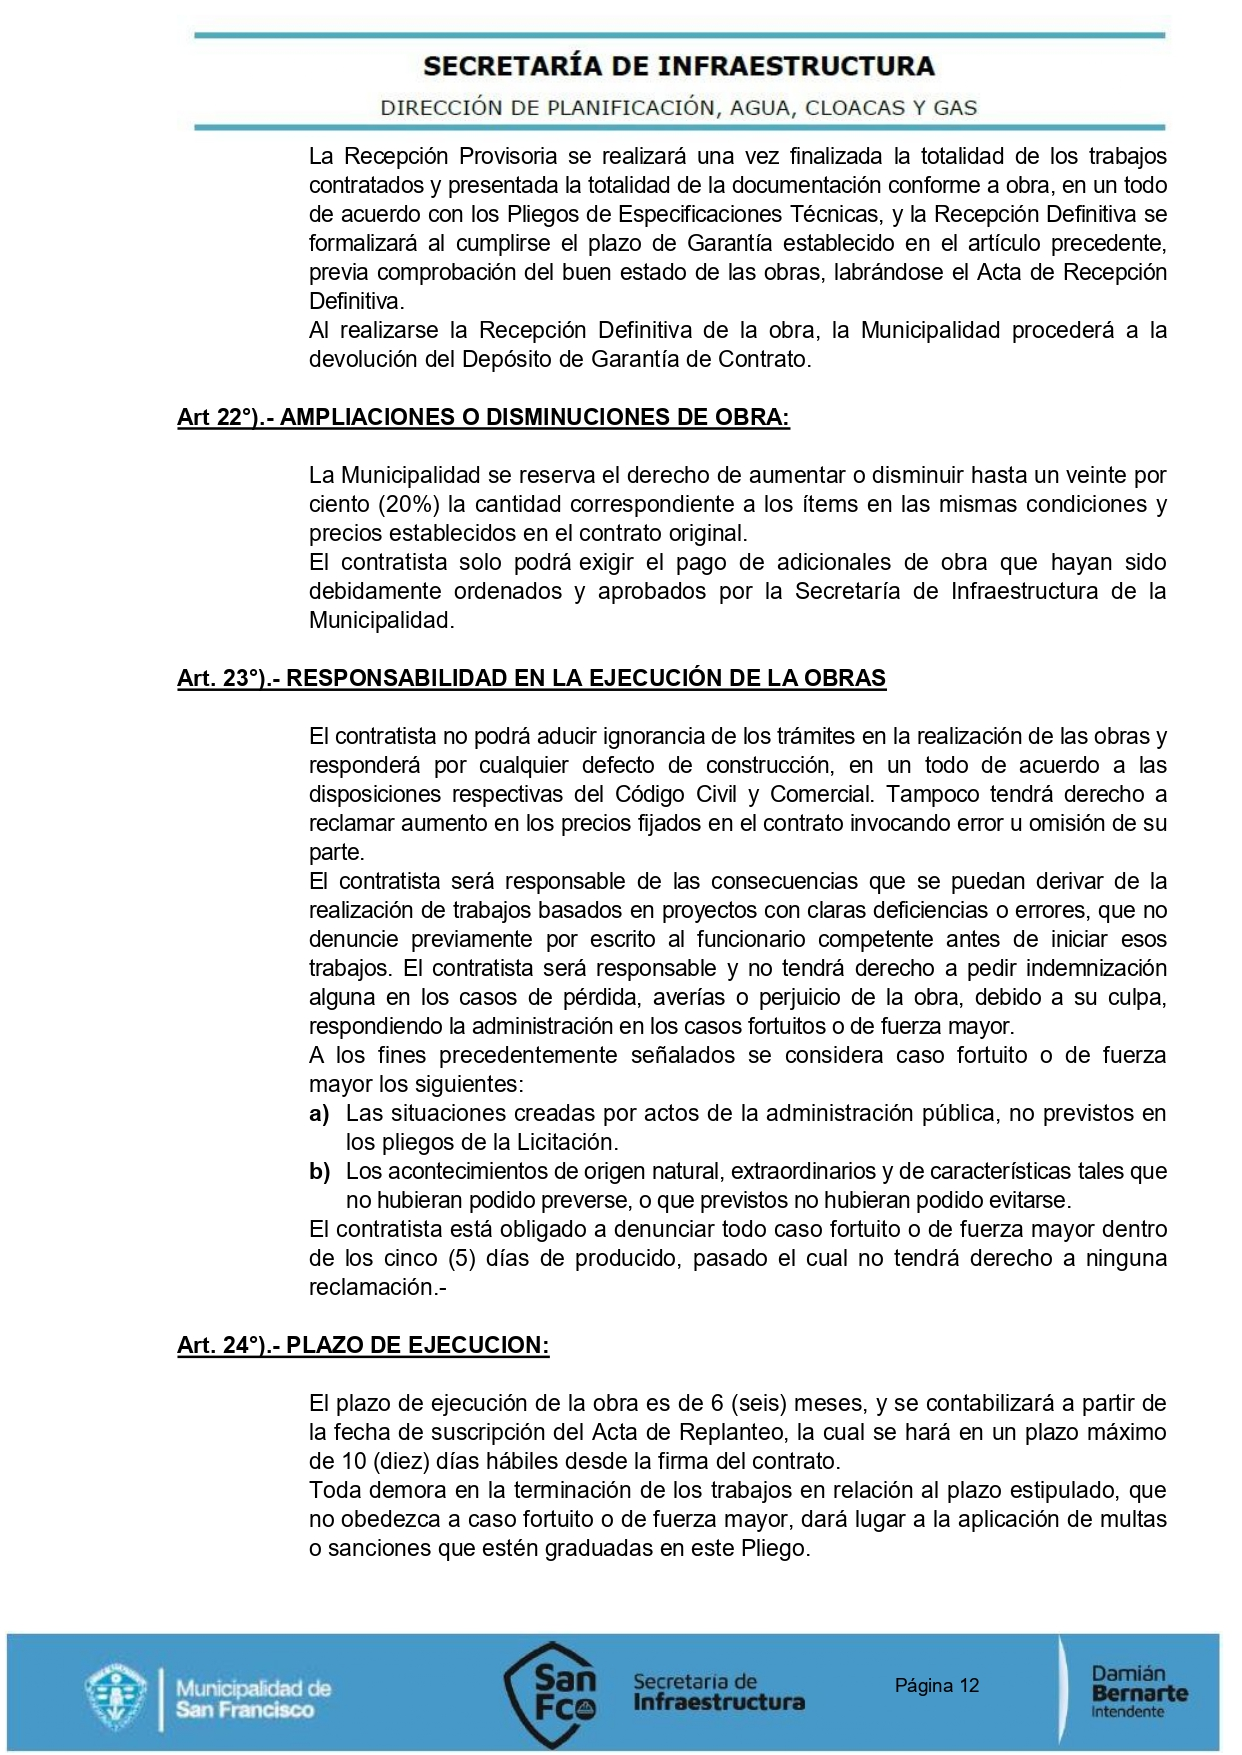 SECRETARÍA DE INFRAESTRUCTURA
DIRECCIÓN DE PLANIFICACIÓN, AGUA, CLOACAS Y GAS
La Recepción Provisoria se realizará una vez finalizada la totalidad de los trabajos
contratados y presentada la totalidad de la documentación conforme a obra, en un todo
de acuerdo con los Pliegos de Especificaciones Técnicas, y la Recepción Definitiva se
formalizará al cumplirse el plazo de Garantía establecido en el artículo precedente,
previa comprobación del buen estado de las obras, labrándose el Acta de Recepción
Definitiva.
Al realizarse la Recepción Definitiva de la obra, la Municipalidad procederá a la
devolución del Depósito de Garantía de Contrato.
Art 22°).- AMPLIACIONES O DISMINUCIONES DE OBRA:
La Municipalidad se reserva el derecho de aumentar o disminuir hasta un veinte por
ciento (20%) la cantidad correspondiente a los ítems en las mismas condiciones y
precios establecidos en el contrato original.
El contratista solo podrá exigir el pago de adicionales de obra que hayan sido
debidamente ordenados y aprobados por la Secretaría de Infraestructura de la
Municipalidad.
Art. 23°).- RESPONSABILIDAD EN LA EJECUCIÓN DE LA OBRAS
El contratista no podrá aducir ignorancia de los trámites en la realización de las obras y
responderá por cualquier defecto de construcción, en un todo de acuerdo a las
disposiciones respectivas del Código Civil y Comercial. Tampoco tendrá derecho a
reclamar aumento en los precios fijados en el contrato invocando error u omisión de su
parte.
El contratista será responsable de las consecuencias que se puedan derivar de la
realización de trabajos basados en proyectos con claras deficiencias o errores, que no
denuncie previamente por escrito al funcionario competente antes de iniciar esos
trabajos. El contratista será responsable y no tendrá derecho a pedir indemnización
alguna en los casos de pérdida, averías o perjuicio de la obra, debido a su culpa,
respondiendo la administración en los casos fortuitos o de fuerza mayor.
A los fines precedentemente señalados se considera caso fortuito o de fuerza
mayor los siguientes:
a) Las situaciones creadas por actos de la administración pública, no previstos en
los pliegos de la Licitación.
b) Los acontecimientos de origen natural, extraordinarios y de características tales que
no hubieran podido preverse, o que previstos no hubieran podido evitarse.
El contratista está obligado a denunciar todo caso fortuito o de fuerza mayor dentro
de los cinco (5) días de producido, pasado el cual no tendrá derecho a ninguna
reclamación.-
Art. 24°).- PLAZO DE EJECUCION:
El plazo de ejecución de la obra es de 6 (seis) meses, y se contabilizará a partir de
la fecha de suscripción del Acta de Replanteo, la cual se hará en un plazo máximo
de 10 (diez) días hábiles desde la firma del contrato.
Toda demora en la terminación de los trabajos en relación al plazo estipulado, que
no obedezca a caso fortuito o de fuerza mayor, dará lugar a la aplicación de multas
o sanciones que estén graduadas en este Pliego.
Municipalidad de
San Francisco
San
Fco
Secretaría de
Infraestructura
Página 12
Damián
Bernarte
Intendente